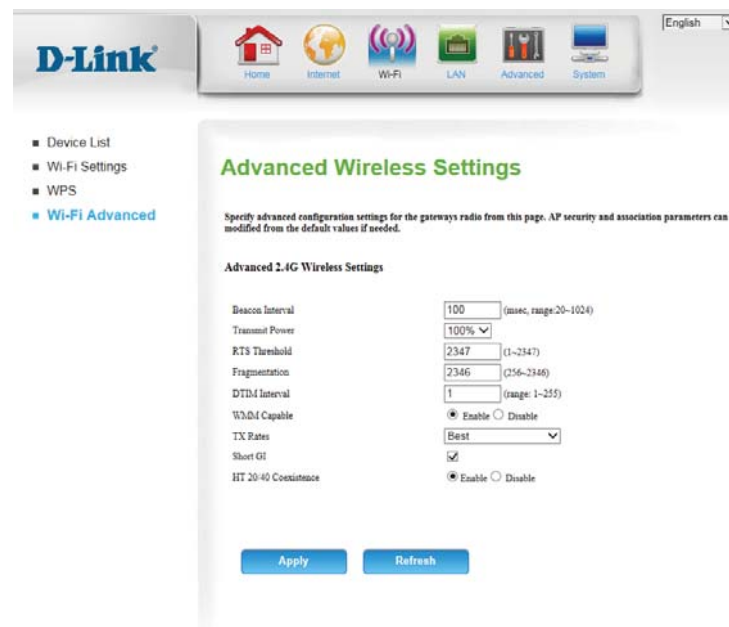 English
D-Link
Home
Internet
Wi-Fi
LAN
Advanced
System
Device List
Wi-Fi Settings
WPS
Wi-Fi Advanced
Advanced Wireless Settings
Specify advanced configuration settings for the gateways radio from this page. AP security and association parameters can
modified from the default values if needed.
Advanced 2.4G Wireless Settings
Beacon Interval 100 (msec, range:20~1024)
Transmit Power 100%
RTS Threshold 2347 (1~2347)
Fragmentation 2346 (256~2346)
DTIM Interval 1 (range: 1~255)
WMM Capable Enable Disable
TX Rates Best
Short GI
HT 20/40 Coexistence Enable Disable
Apply Refresh